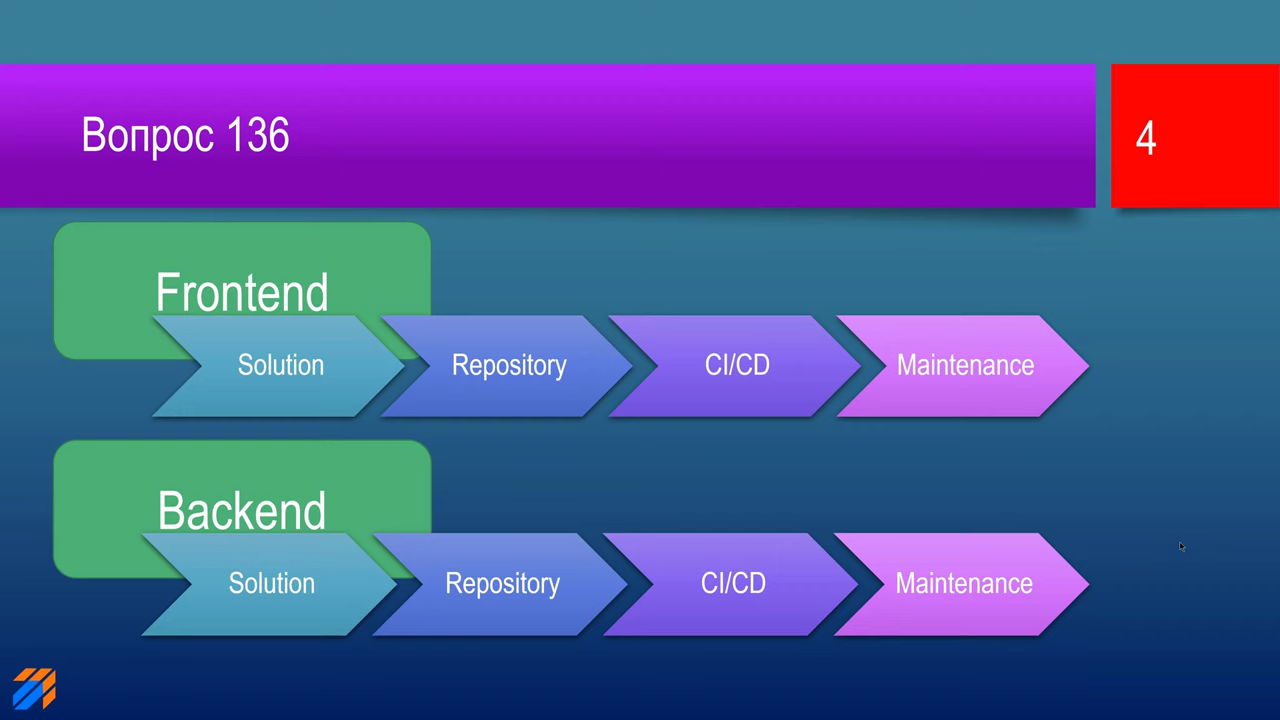 Вопрос 136
4
Frontend
Solution
Repository
CI/CD
Maintenance
Backend
Solution
Repository
CI/CD
Maintenance